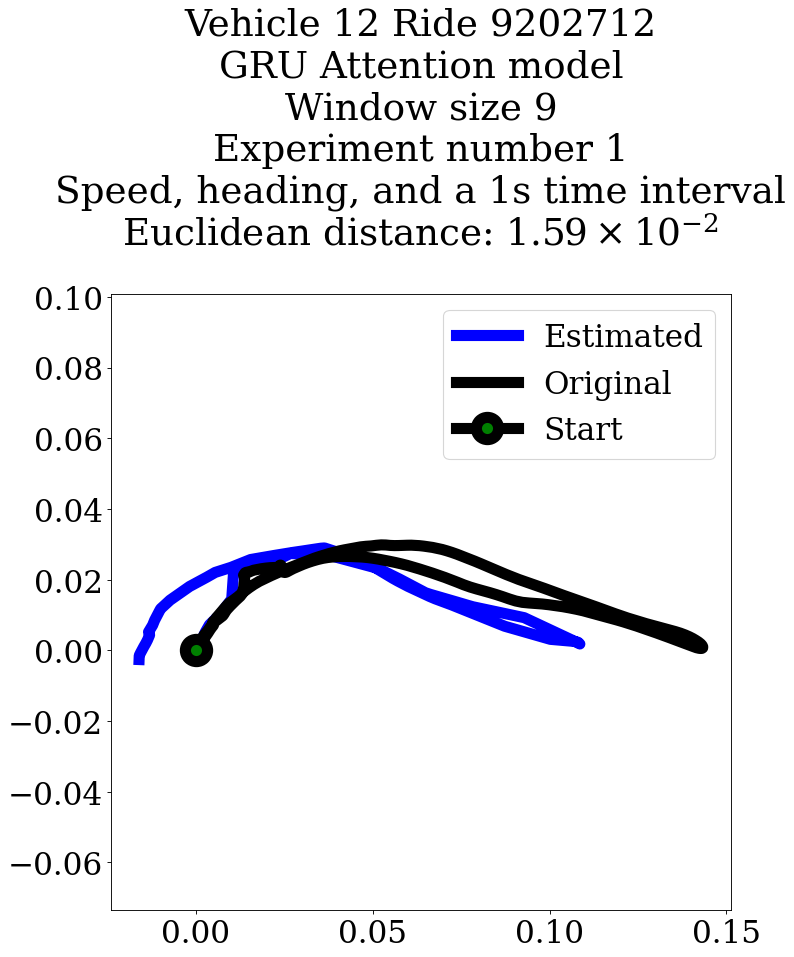 Vehicle 12 Ride 9202712
GRU Attention model
Window size 9
Experiment number 1
Speed, heading, and a 1s time interval
Euclidean distance: 1.59 × 10⁻²
0.10
0.08
0.06
0.04
0.02
0.00
−0.02
−0.04
−0.06
Estimated
Original
Start
0.00 0.05 0.10 0.15